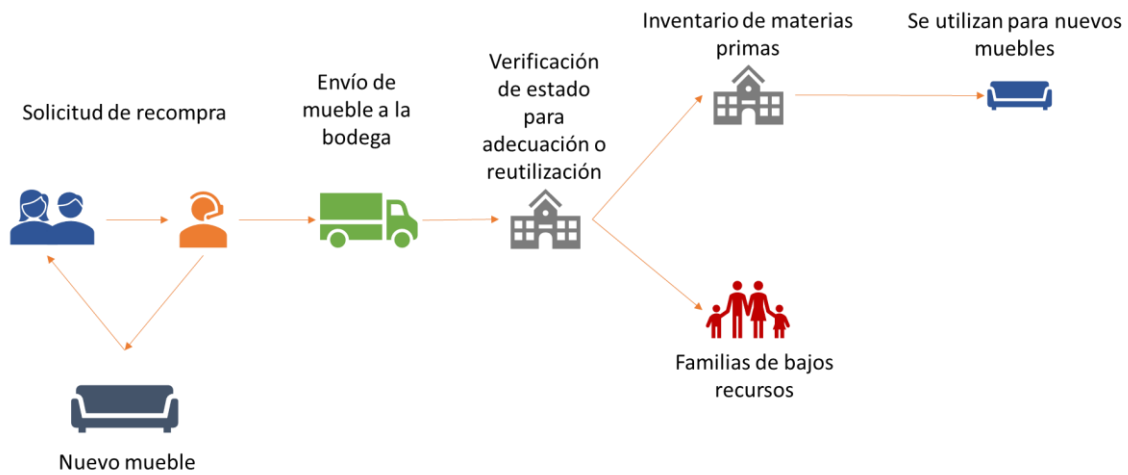 Solicitud de recompra
Envío de
mueble a la
bodega
Verificación
de estado
para
adecuación o
reutilización
Inventario de materias
primas
Se utilizan para nuevos
muebles
Familias de bajos
recursos
Nuevo mueble